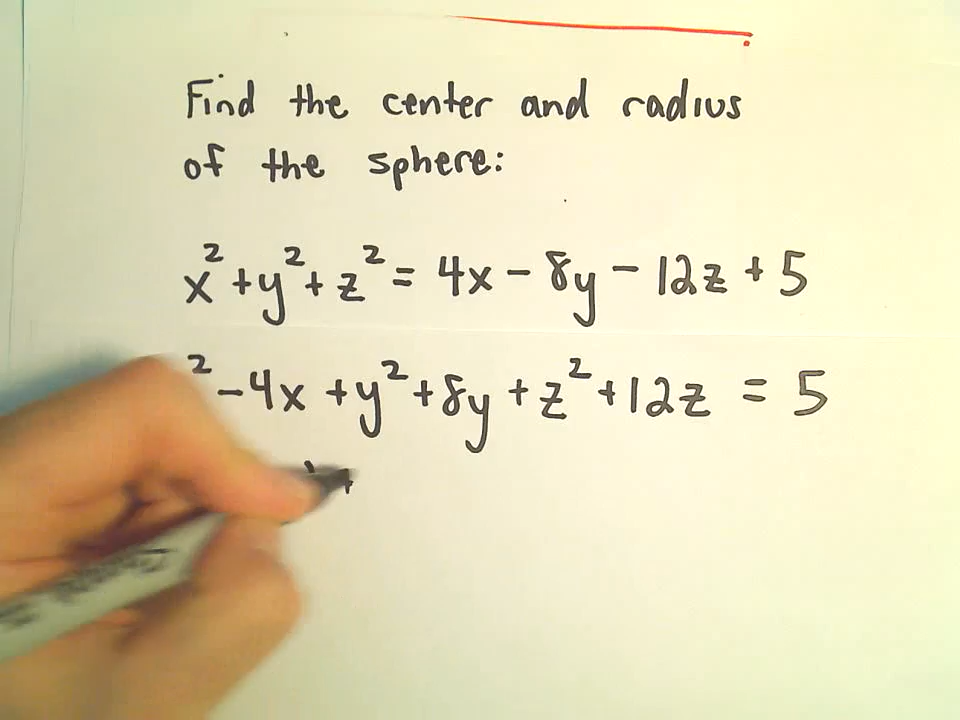 Find the center and radius
of the sphere:
x² + y² + z² = 4x - 8y - 12z + 5
² - 4x + y² + 8y + z² + 12z = 5